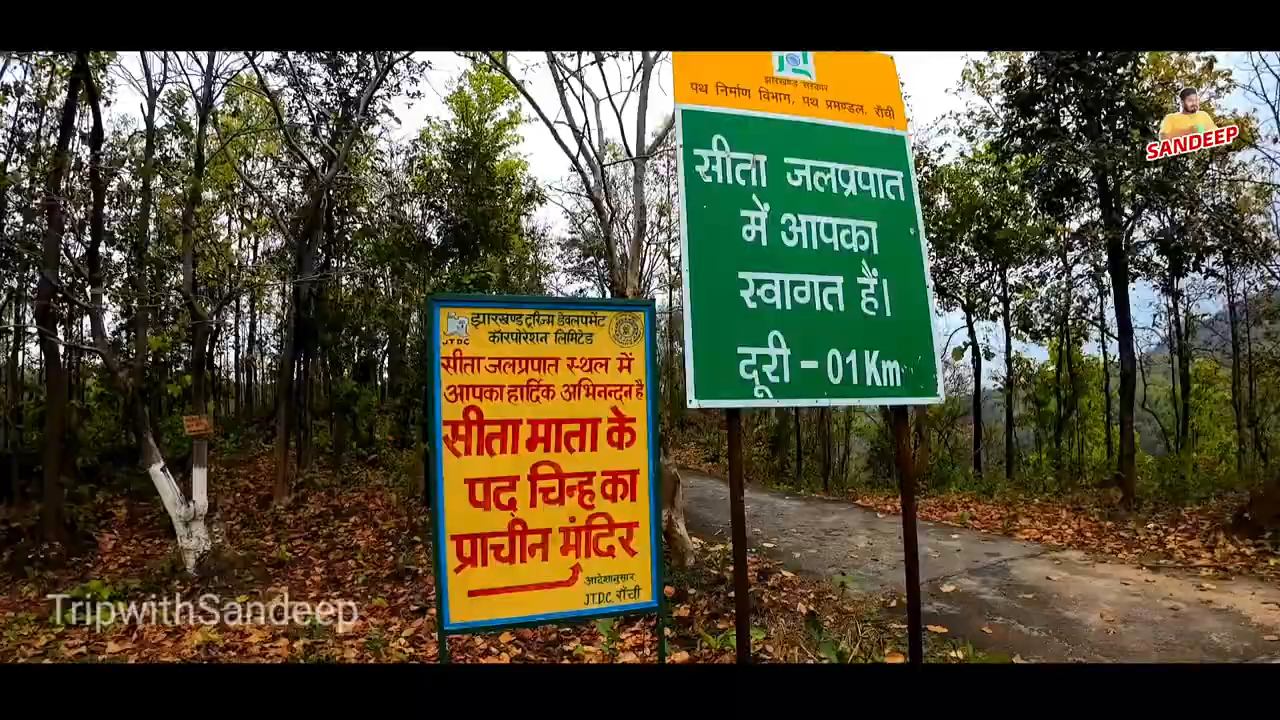 झारखण्ड सरकार
पथ निर्माण विभाग, पथ प्रमण्डल, राँची
सीता जलप्रपात
में आपका
स्वागत हैं।
दूरी - 01 Km
SANDEEP
झारखण्ड टूरिज्म डेवलपमेंट
कॉरपोरेशन लिमिटेड
JTDC
सीता जलप्रपात स्थल में
आपका हार्दिक अभिनन्दन है
सीता माता के
पद चिन्ह का
प्राचीन मंदिर
आदेशानुसार
J.T.D.C. राँची
TripwithSandeep